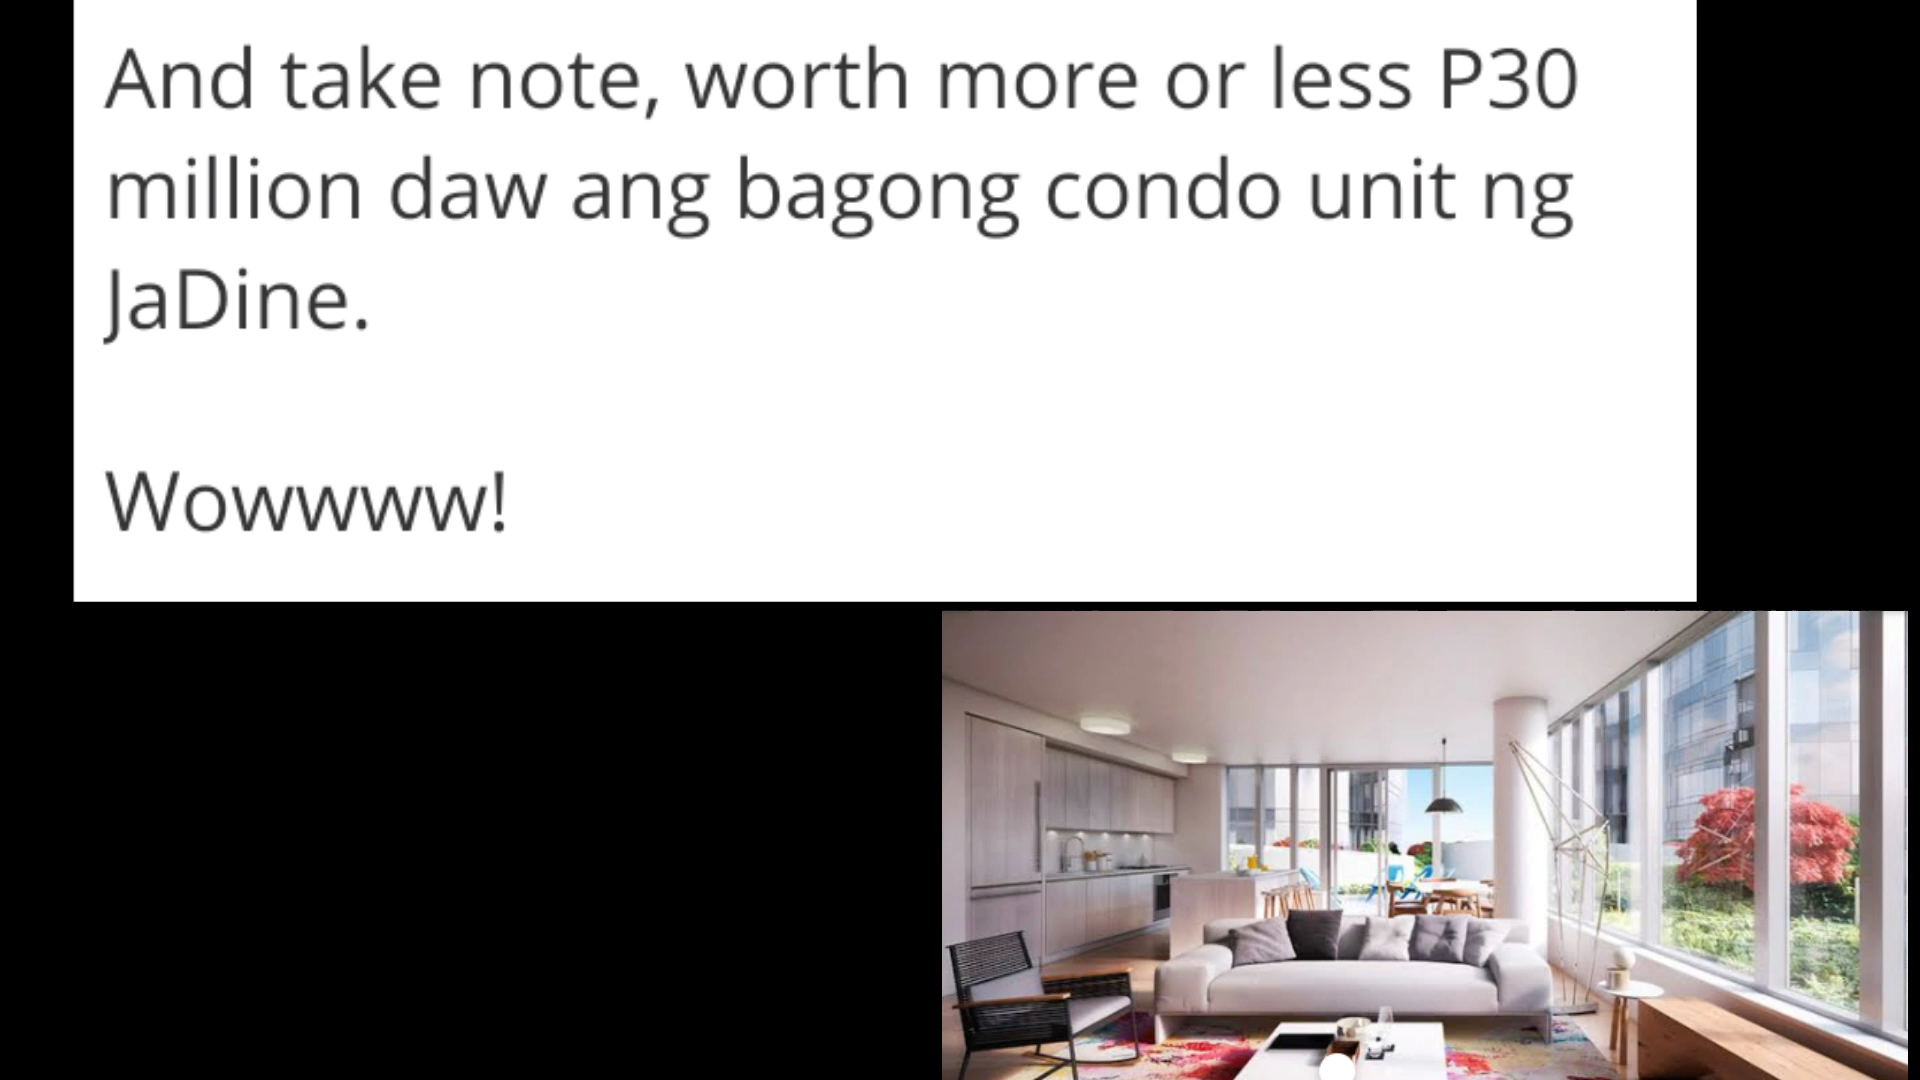 And take note, worth more or less P30
million daw ang bagong condo unit ng
JaDine.
Wowwww!